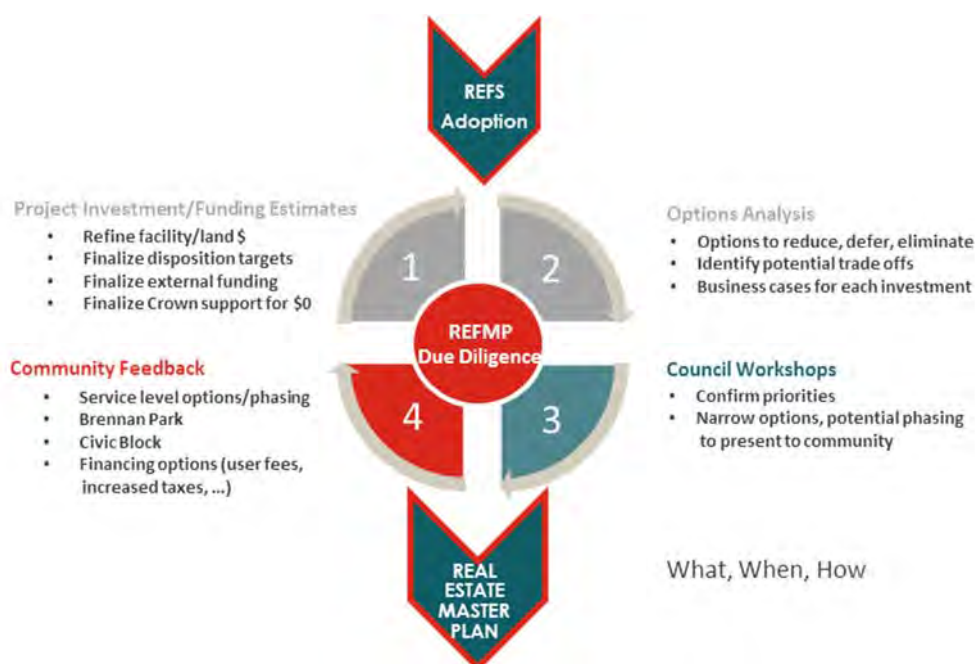 REFS
Adoption
Project Investment/Funding Estimates
• Refine facility/land $
• Finalize disposition targets
• Finalize external funding
• Finalize Crown support for $0
1
2
Options Analysis
• Options to reduce, defer, eliminate
• Identify potential trade offs
• Business cases for each investment
REFMP
Due Diligence
Community Feedback
• Service level options/phasing
• Brennan Park
• Civic Block
• Financing options (user fees,
increased taxes, ...)
4
3
Council Workshops
• Confirm priorities
• Narrow options, potential phasing
to present to community
REAL
ESTATE
MASTER
PLAN
What, When, How